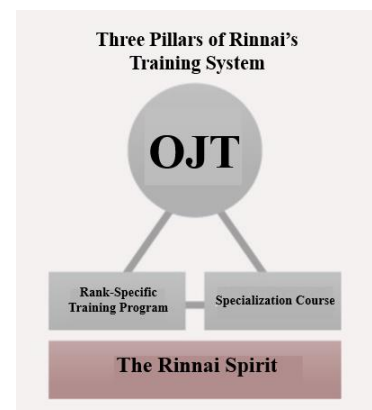 Three Pillars of Rinnai's
Training System
OJT
Rank-Specific
Training Program
Specialization Course
The Rinnai Spirit